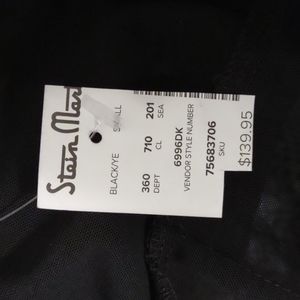 Stein Mart
BLACK/YE SMALL
360 710 201
DEPT CL SEA
6996DK
VENDOR STYLE NUMBER
75683706
SKU
$139.95